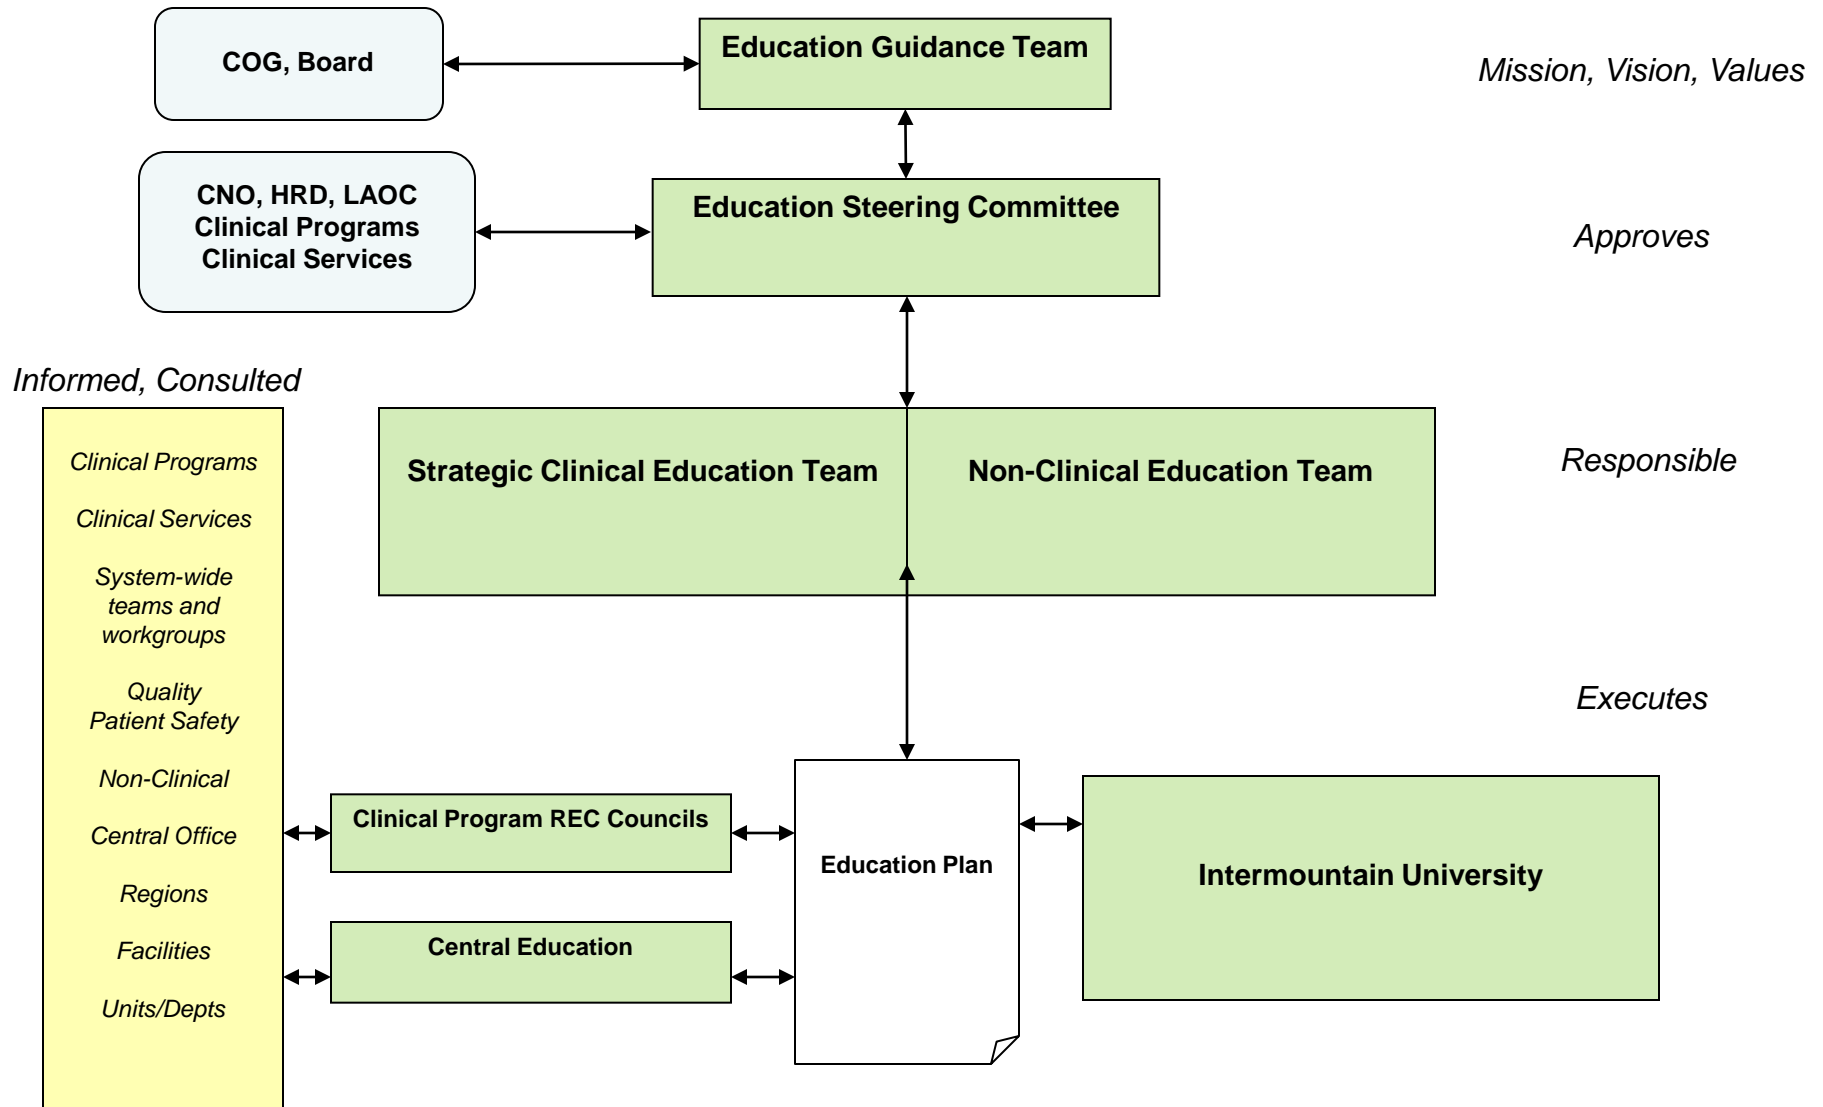 COG, Board
Education Guidance Team
Mission, Vision, Values
CNO, HRD, LAOC
Clinical Programs
Clinical Services
Education Steering Committee
Approves
Informed, Consulted
Clinical Programs
Clinical Services
System-wide
teams and
workgroups
Quality
Patient Safety
Non-Clinical
Central Office
Regions
Facilities
Units/Depts
Strategic Clinical Education Team
Non-Clinical Education Team
Responsible
Executes
Clinical Program REC Councils
Central Education
Education Plan
Intermountain University